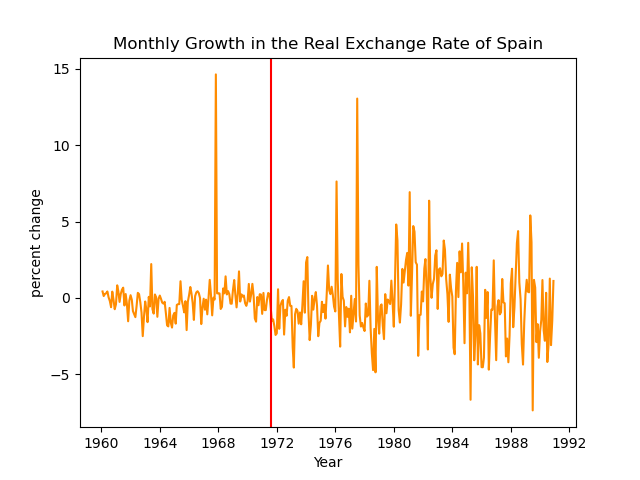 Monthly Growth in the Real Exchange Rate of Spain
percent change
15
10
5
0
−5
1960 1964 1968 1972 1976 1980 1984 1988 1992
Year